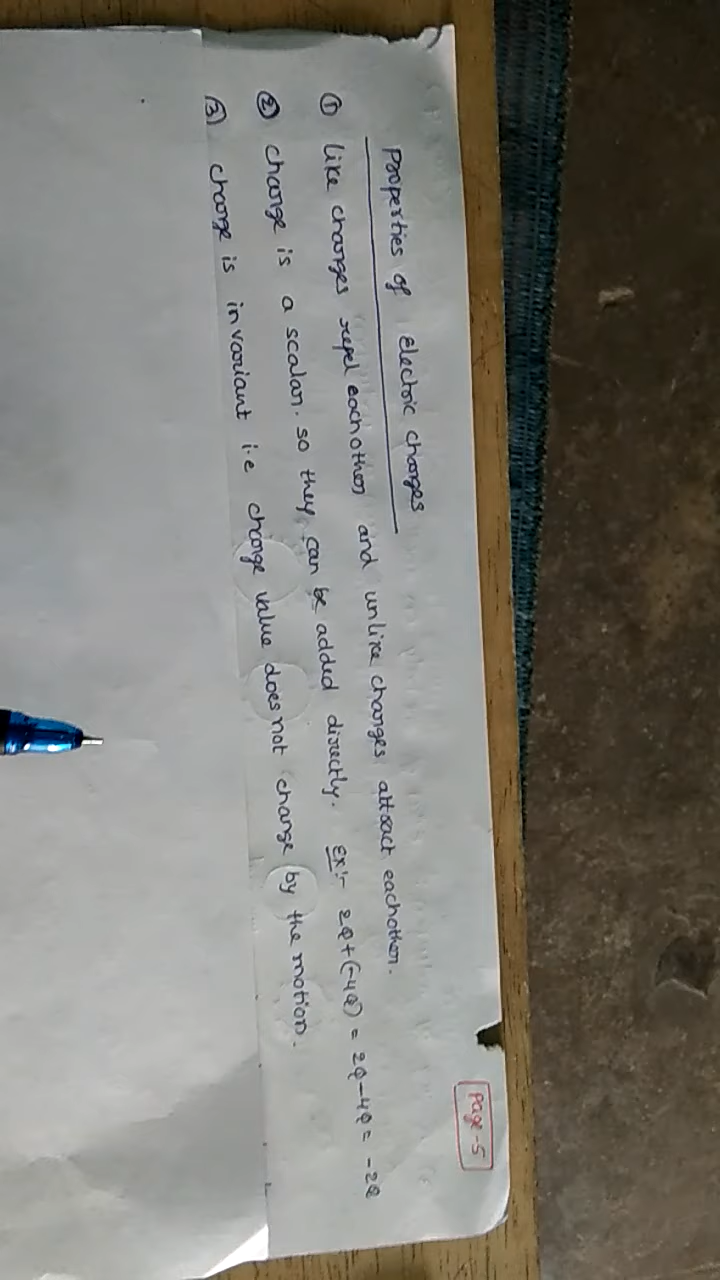 Page-5
Properties of Electric charges
① like charges repel eachother and unlike charges attract eachother.
② charge is a scalar. so they can be added directly. Ex:- 2Q+(-4Q) = 2Q-4Q = -2Q
③ charge is invariant i.e charge value does not change by the motion.